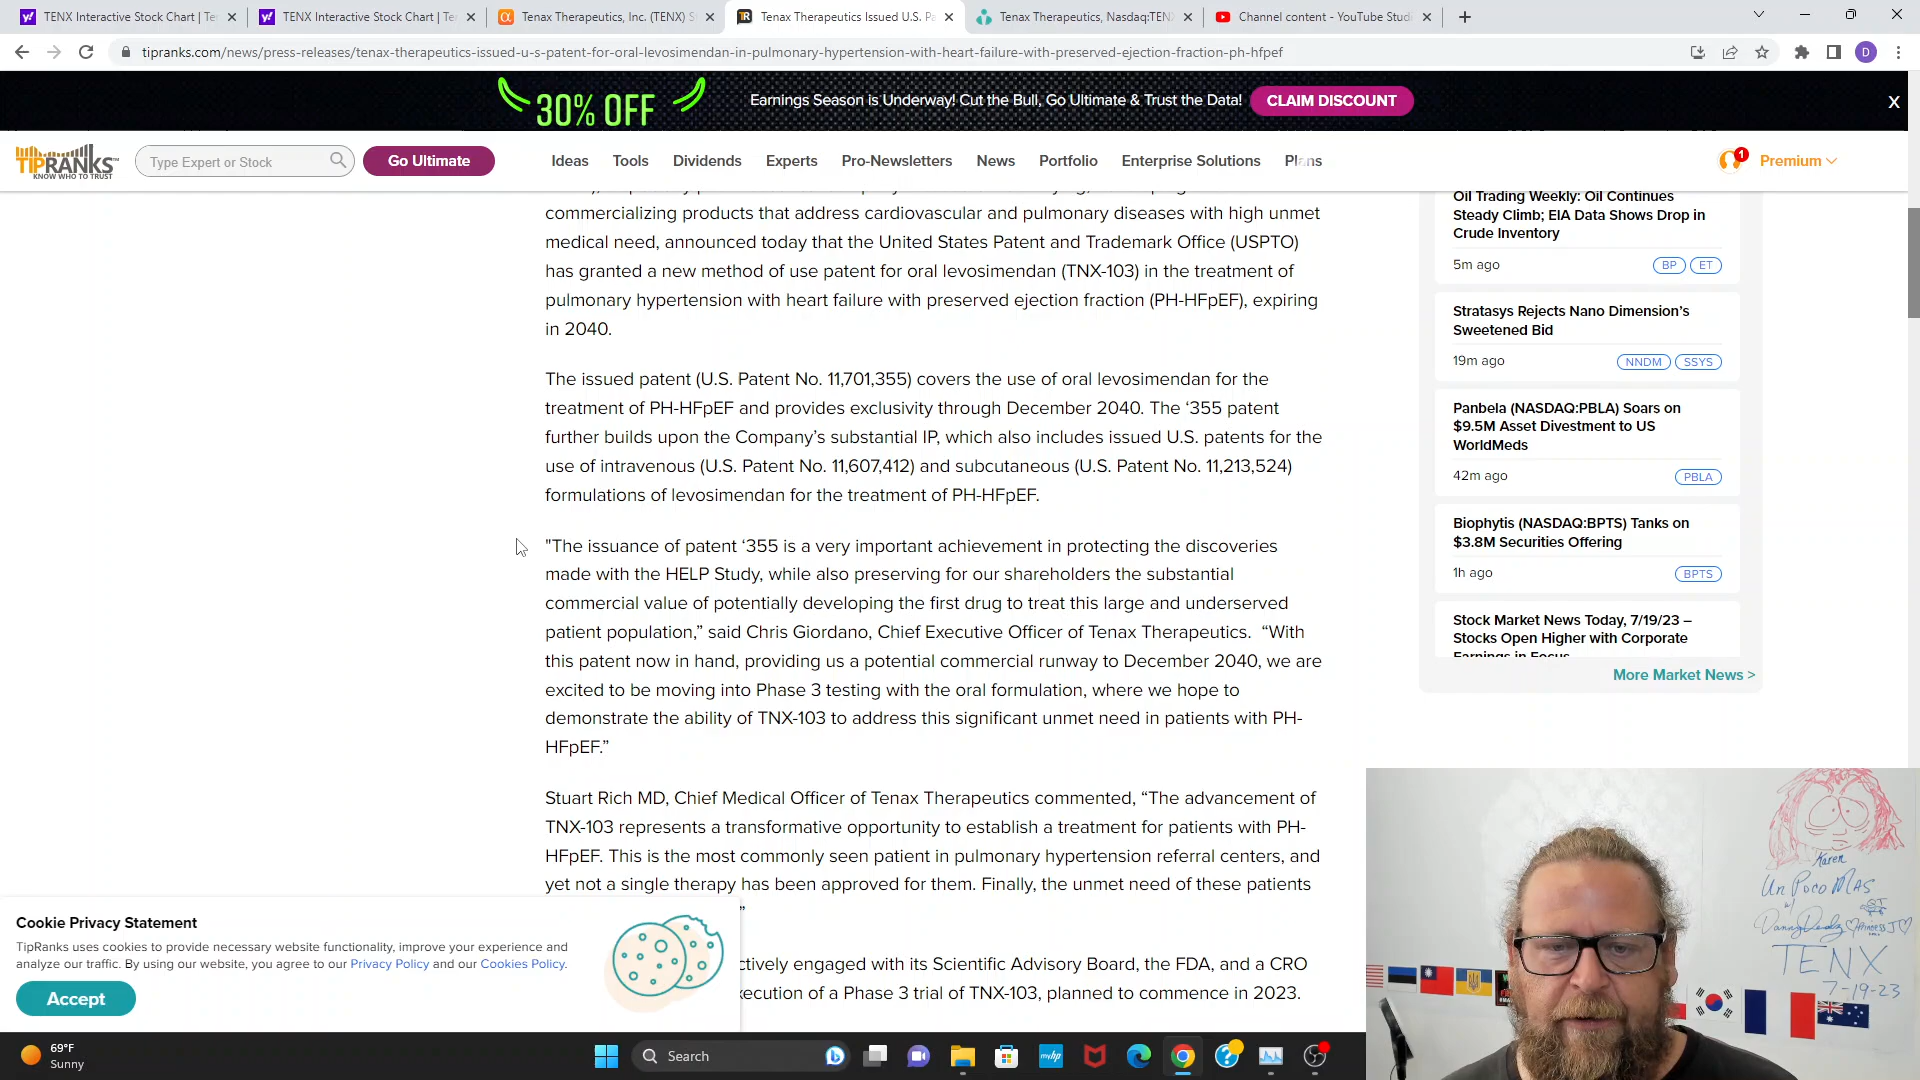 TENX Interactive Stock Chart | Te
TENX Interactive Stock Chart | Te
Tenax Therapeutics, Inc. (TENX) S
Tenax Therapeutics Issued U.S. Pa
Tenax Therapeutics, Nasdaq:TEN
Channel content - YouTube Studi
tipranks.com/news/press-releases/tenax-therapeutics-issued-u-s-patent-for-oral-levosimendan-in-pulmonary-hypertension-with-heart-failure-with-preserved-ejection-fraction-ph-hfpef
D
30% OFF
Earnings Season is Underway! Cut the Bull, Go Ultimate & Trust the Data!
CLAIM DISCOUNT
X
TIPRANKS
KNOW WHO TO TRUST
Type Expert or Stock
Go Ultimate
Ideas
Tools
Dividends
Experts
Pro-Newsletters
News
Portfolio
Enterprise Solutions
Plans
1
Premium
commercializing products that address cardiovascular and pulmonary diseases with high unmet
medical need, announced today that the United States Patent and Trademark Office (USPTO)
has granted a new method of use patent for oral levosimendan (TNX-103) in the treatment of
pulmonary hypertension with heart failure with preserved ejection fraction (PH-HFpEF), expiring
in 2040.
The issued patent (U.S. Patent No. 11,701,355) covers the use of oral levosimendan for the
treatment of PH-HFpEF and provides exclusivity through December 2040. The ‘355 patent
further builds upon the Company’s substantial IP, which also includes issued U.S. patents for the
use of intravenous (U.S. Patent No. 11,607,412) and subcutaneous (U.S. Patent No. 11,213,524)
formulations of levosimendan for the treatment of PH-HFpEF.
"The issuance of patent ‘355 is a very important achievement in protecting the discoveries
made with the HELP Study, while also preserving for our shareholders the substantial
commercial value of potentially developing the first drug to treat this large and underserved
patient population,” said Chris Giordano, Chief Executive Officer of Tenax Therapeutics.  “With
this patent now in hand, providing us a potential commercial runway to December 2040, we are
excited to be moving into Phase 3 testing with the oral formulation, where we hope to
demonstrate the ability of TNX-103 to address this significant unmet need in patients with PH-
HFpEF.”
Stuart Rich MD, Chief Medical Officer of Tenax Therapeutics commented, “The advancement of
TNX-103 represents a transformative opportunity to establish a treatment for patients with PH-
HFpEF. This is the most commonly seen patient in pulmonary hypertension referral centers, and
yet not a single therapy has been approved for them. Finally, the unmet need of these patients
”
ctively engaged with its Scientific Advisory Board, the FDA, and a CRO
xecution of a Phase 3 trial of TNX-103, planned to commence in 2023.
Oil Trading Weekly: Oil Continues
Steady Climb; EIA Data Shows Drop in
Crude Inventory
5m ago
BP
ET
Stratasys Rejects Nano Dimension’s
Sweetened Bid
19m ago
NNDM
SSYS
Panbela (NASDAQ:PBLA) Soars on
$9.5M Asset Divestment to US
WorldMeds
42m ago
PBLA
Biophytis (NASDAQ:BPTS) Tanks on
$3.8M Securities Offering
1h ago
BPTS
Stock Market News Today, 7/19/23 –
Stocks Open Higher with Corporate
Earnings in Focus
More Market News >
Cookie Privacy Statement
TipRanks uses cookies to provide necessary website functionality, improve your experience and
analyze our traffic. By using our website, you agree to our Privacy Policy and our Cookies Policy.
Accept
Karen
Un Poco MAS
w/
TENX
7-19-23
69°F
Sunny
Search
myhp